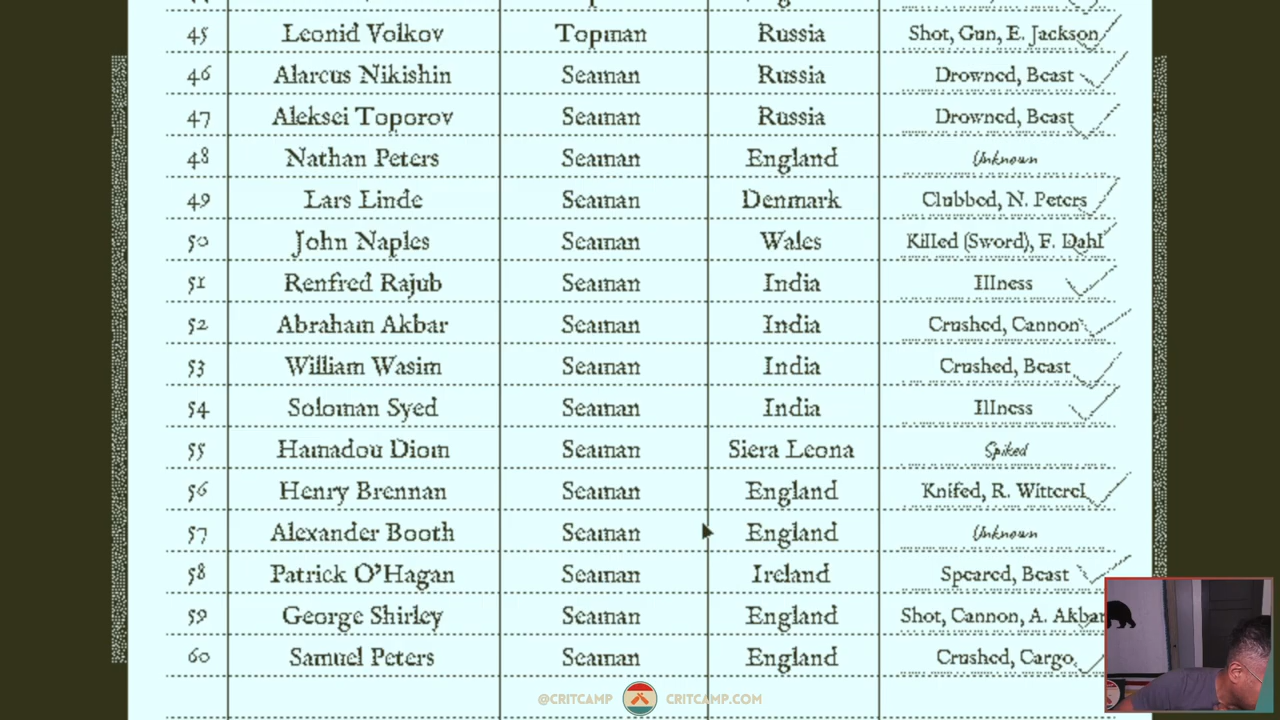 45 Leonid Volkov Topman Russia Shot, Gun, E. Jackson
46 Alarcus Nikishin Seaman Russia Drowned, Beast
47 Aleksei Toporov Seaman Russia Drowned, Beast
48 Nathan Peters Seaman England Unknown
49 Lars Linde Seaman Denmark Clubbed, N. Peters
50 John Naples Seaman Wales Killed (Sword), F. Dahl
51 Renfred Rajub Seaman India Illness
52 Abraham Akbar Seaman India Crushed, Cannon
53 William Wasim Seaman India Crushed, Beast
54 Soloman Syed Seaman India Illness
55 Hamadou Diom Seaman Siera Leona Spiked
56 Henry Brennan Seaman England Knifed, R. Witterel
57 Alexander Booth Seaman England Unknown
58 Patrick O'Hagan Seaman Ireland Speared, Beast
59 George Shirley Seaman England Shot, Cannon, A. Akbar
60 Samuel Peters Seaman England Crushed, Cargo
@CRITCAMP CRITCAMP.COM